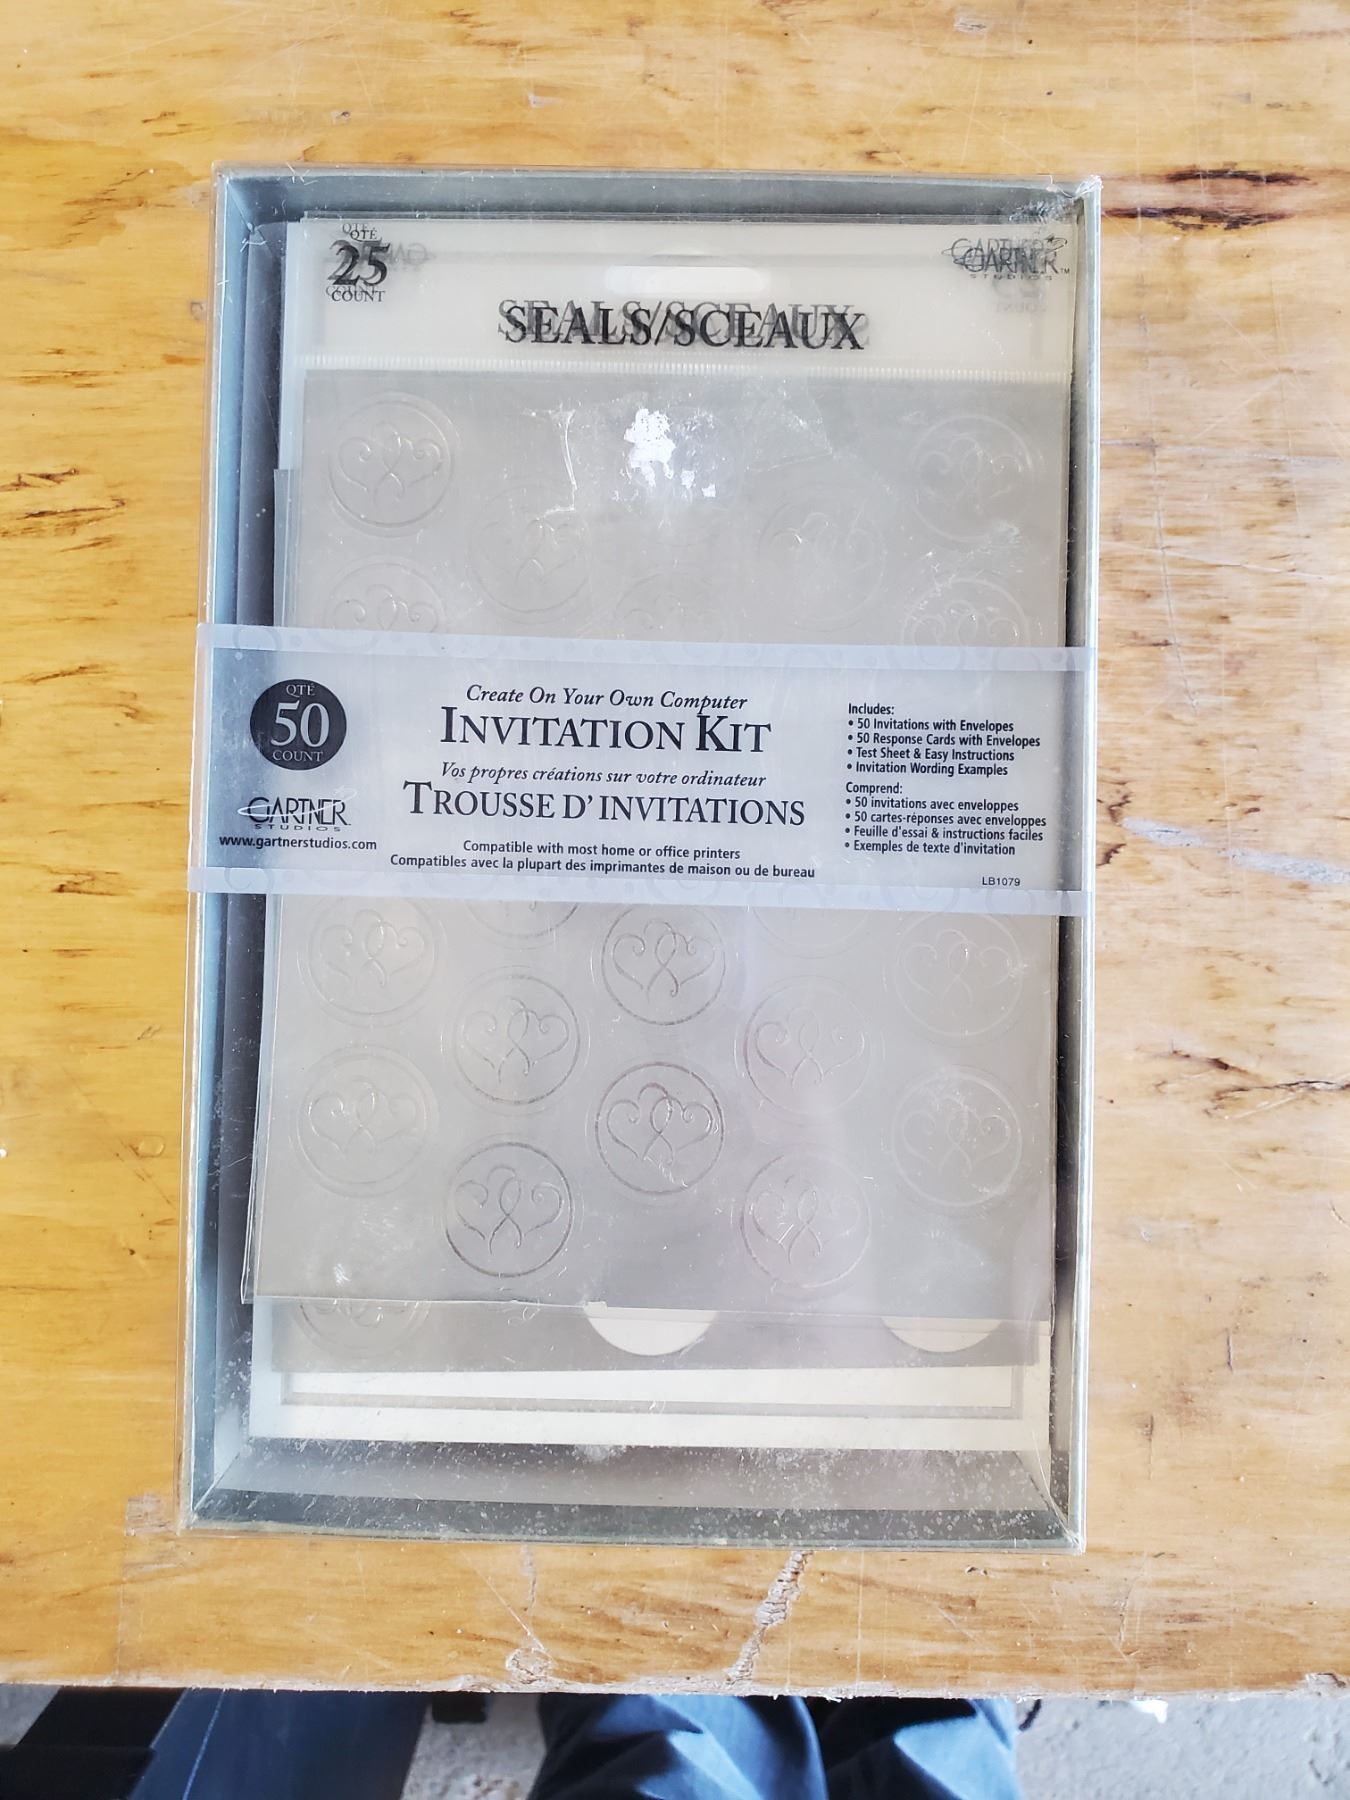 QTÉ
25
COUNT
GARTNER
STUDIOS™
SEALS/SCEAUX
QTÉ
50
COUNT
GARTNER
STUDIOS
www.gartnerstudios.com
Create On Your Own Computer
INVITATION KIT
Vos propres créations sur votre ordinateur
TROUSSE D' INVITATIONS
Compatible with most home or office printers
Compatibles avec la plupart des imprimantes de maison ou de bureau
Includes:
• 50 Invitations with Envelopes
• 50 Response Cards with Envelopes
• Test Sheet & Easy Instructions
• Invitation Wording Examples
Comprend:
• 50 invitations avec enveloppes
• 50 cartes-réponses avec enveloppes
• Feuille d'essai & instructions faciles
• Exemples de texte d'invitation
LB1079